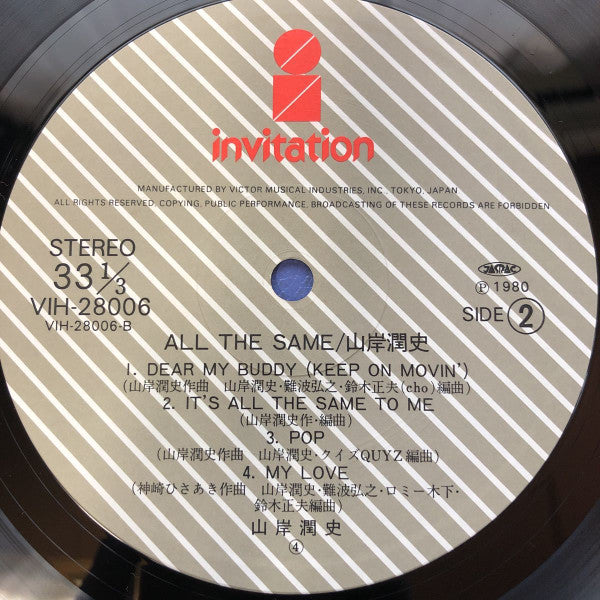 invitation
MANUFACTURED BY VICTOR MUSICAL INDUSTRIES, INC., TOKYO, JAPAN
ALL RIGHTS RESERVED. COPYING. PUBLIC PERFORMANCE. BROADCASTING OF THESE RECORDS ARE FORBIDDEN
STEREO
33 1/3
VIH-28006
VIH-28006-B
JASRAC
Ⓟ 1980
SIDE ②
ALL THE SAME/山岸潤史
1. DEAR MY BUDDY (KEEP ON MOVIN')
(山岸潤史作曲 山岸潤史・難波弘之・鈴木正夫(cho)編曲)
2. IT'S ALL THE SAME TO ME
(山岸潤史作・編曲)
3. POP
(山岸潤史作曲 山岸潤史・クイズQUYZ編曲)
4. MY LOVE
(神崎ひさあき作曲 山岸潤史・難波弘之・ロミー木下・
鈴木正夫編曲)
山岸潤史
④